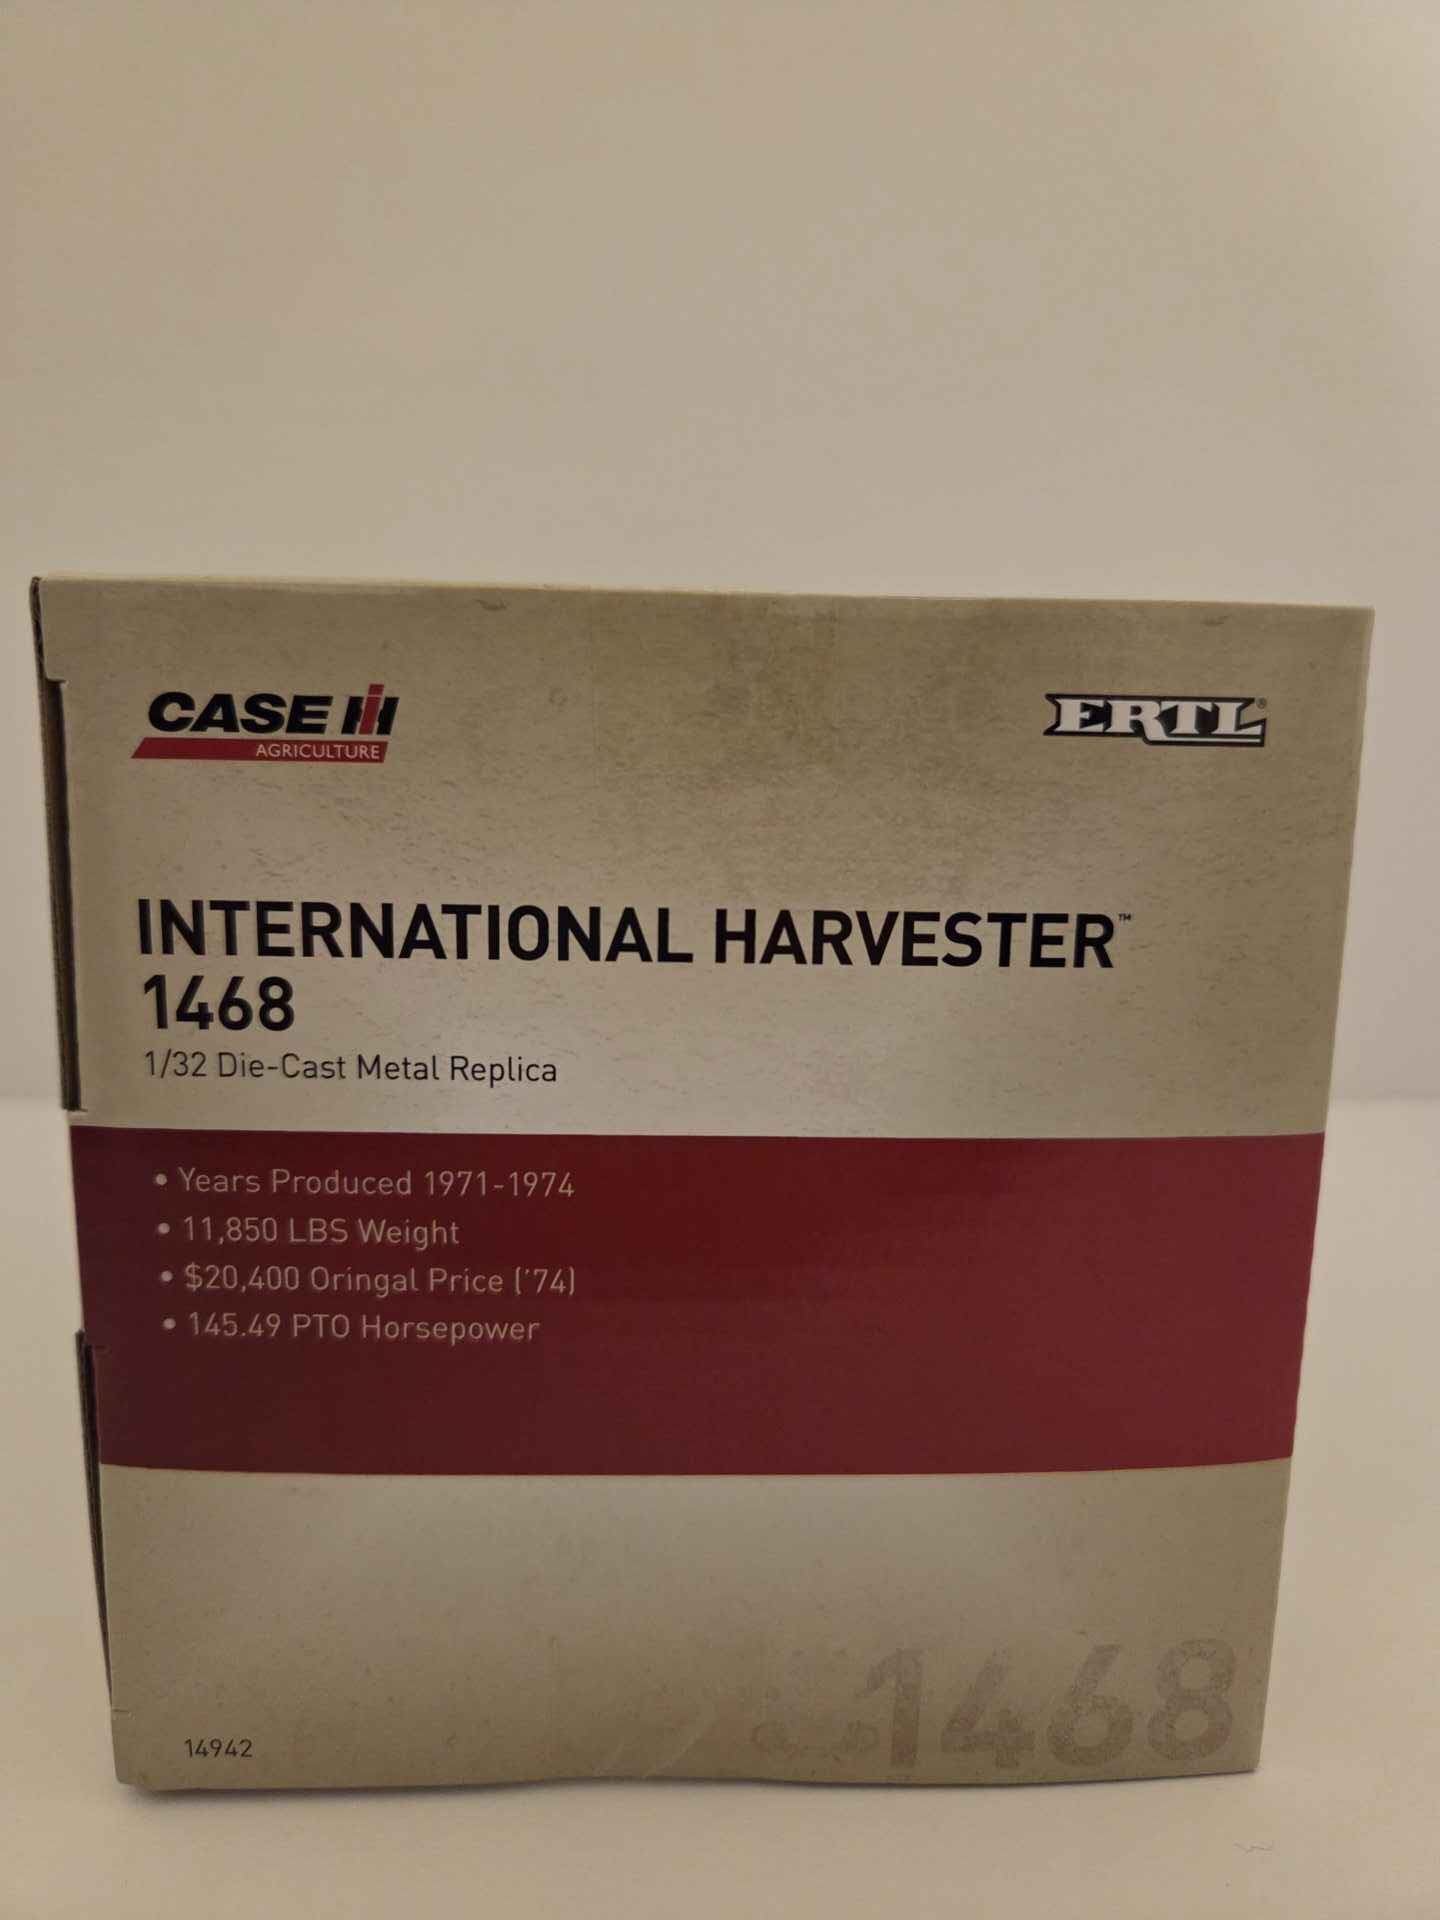 CASE IH
AGRICULTURE
ERTL®
INTERNATIONAL HARVESTER™
1468
1/32 Die-Cast Metal Replica
• Years Produced 1971-1974
• 11,850 LBS Weight
• $20,400 Oringal Price ('74)
• 145.49 PTO Horsepower
1468
14942